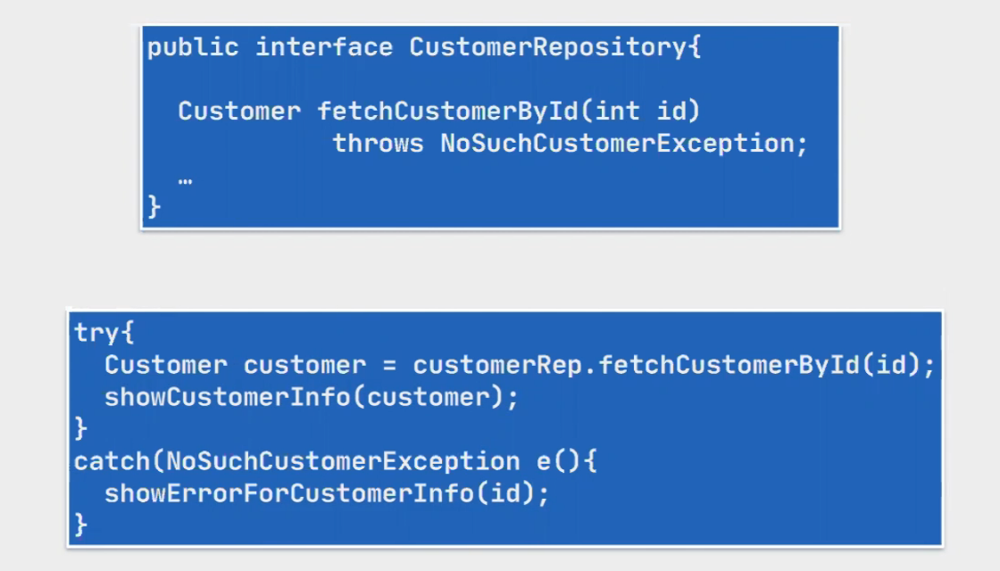 public interface CustomerRepository{
Customer fetchCustomerById(int id)
throws NoSuchCustomerException;
…
}
try{
Customer customer = customerRep.fetchCustomerById(id);
showCustomerInfo(customer);
}
catch(NoSuchCustomerException e(){
showErrorForCustomerInfo(id);
}